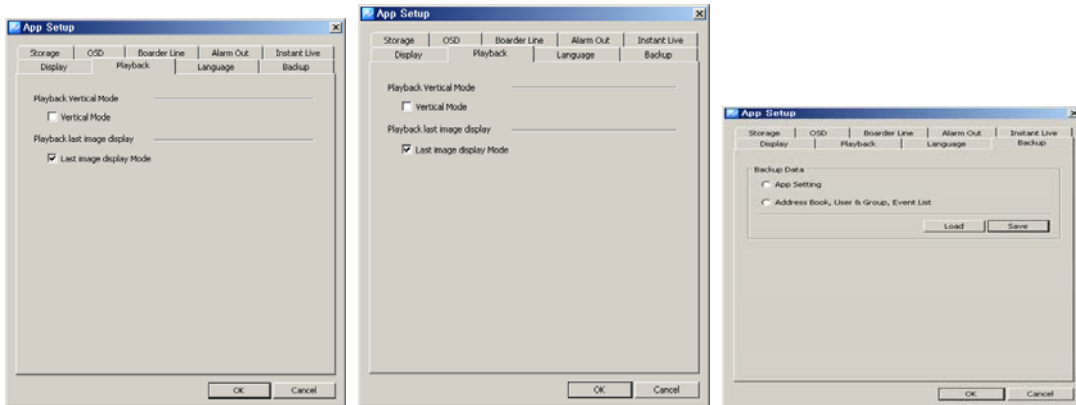 App Setup
Storage OSD Boarder Line Alarm Out Instant Live
Display Playback Language Backup
Playback Vertical Mode
Vertical Mode
Playback last image display
Last image display Mode
OK Cancel
App Setup
Storage OSD Boarder Line Alarm Out Instant Live
Display Playback Language Backup
Playback Vertical Mode
Vertical Mode
Playback last image display
Last image display Mode
OK Cancel
App Setup
Storage OSD Boarder Line Alarm Out Instant Live
Display Playback Language Backup
Backup Data
App Setting
Address Book, User & Group, Event List
Load Save
OK Cancel